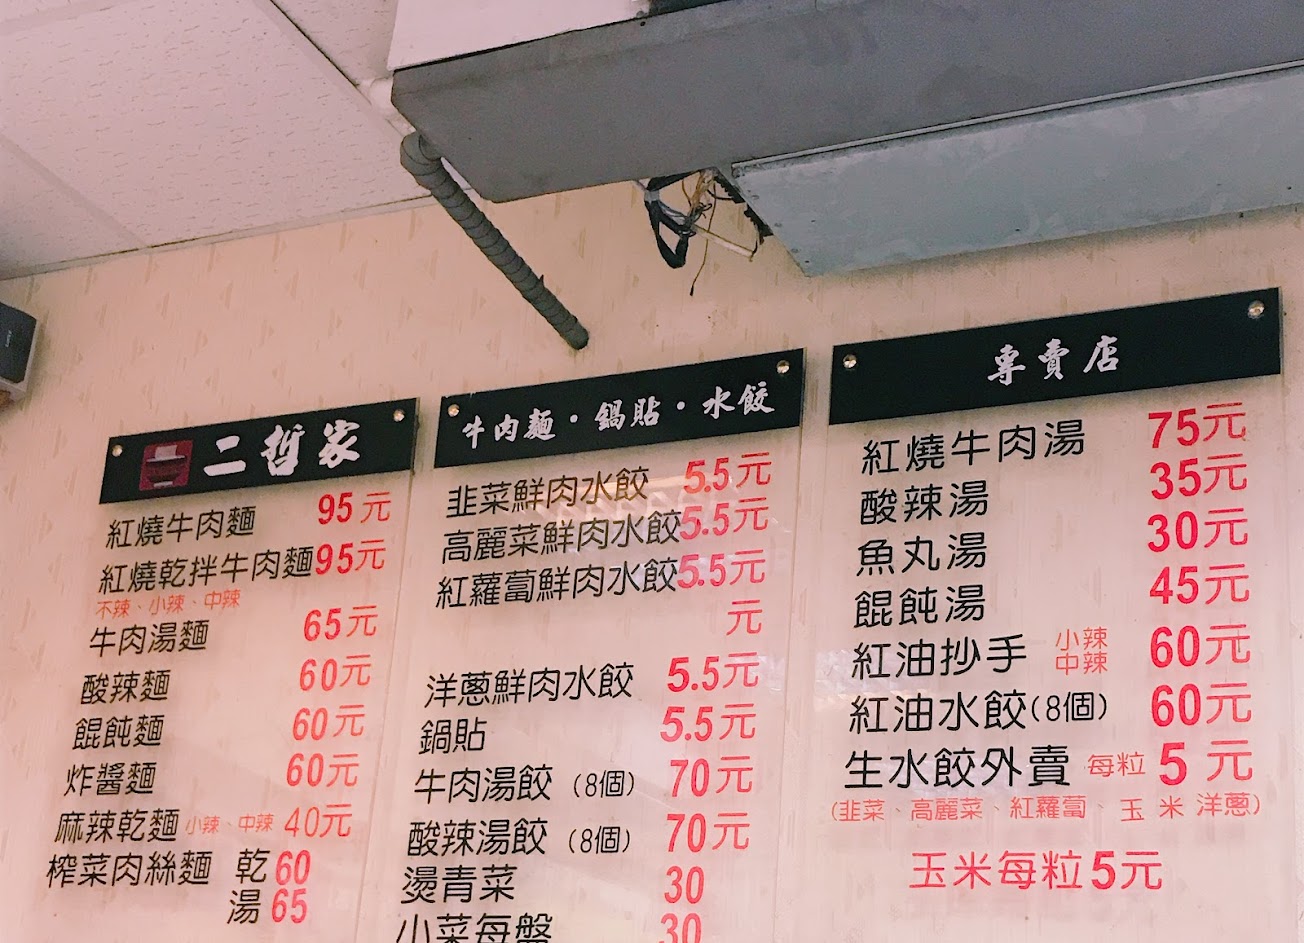 二哲家
紅燒牛肉麵 95元
紅燒乾拌牛肉麵 95元
不辣、小辣、中辣
牛肉湯麵 65元
酸辣麵 60元
餛飩麵 60元
炸醬麵 60元
麻辣乾麵 小辣、中辣 40元
榨菜肉絲麵 乾 60
湯 65
牛肉麵·鍋貼·水餃
韭菜鮮肉水餃 5.5元
高麗菜鮮肉水餃 5.5元
紅蘿蔔鮮肉水餃 5.5元
元
洋蔥鮮肉水餃 5.5元
鍋貼 5.5元
牛肉湯餃 (8個) 70元
酸辣湯餃 (8個) 70元
燙青菜 30
小菜每盤 30
專賣店
紅燒牛肉湯 75元
酸辣湯 35元
魚丸湯 30元
餛飩湯 45元
紅油抄手 小辣 中辣 60元
紅油水餃(8個) 60元
生水餃外賣 每粒 5 元
(韭菜、高麗菜、紅蘿蔔、玉米 洋蔥)
玉米每粒5元